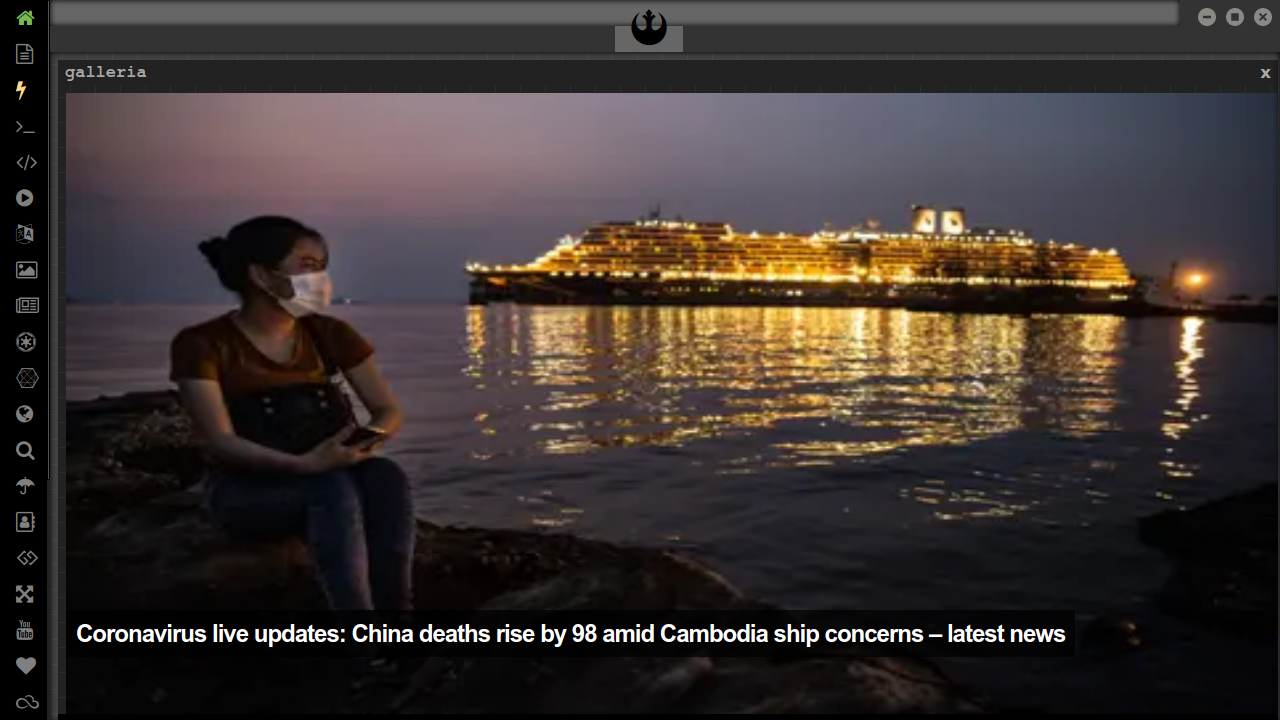 galleria
x
Coronavirus live updates: China deaths rise by 98 amid Cambodia ship concerns – latest news
You
Tube